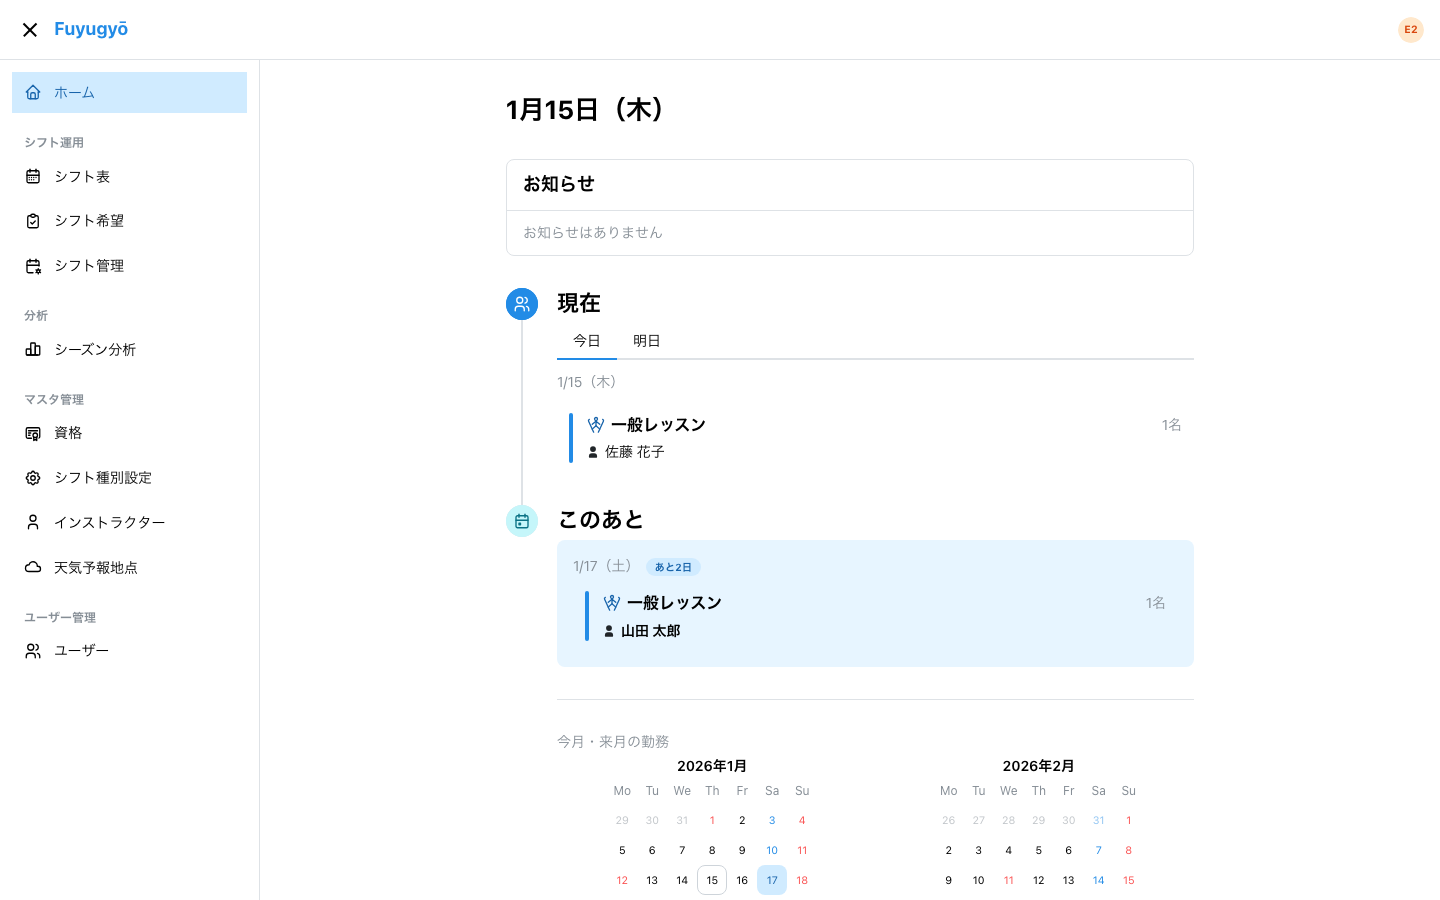 Fuyugyō
E2
ホーム
シフト運用
シフト表
シフト希望
シフト管理
分析
シーズン分析
マスタ管理
資格
シフト種別設定
インストラクター
天気予報地点
ユーザー管理
ユーザー
1月15日（木）
お知らせ
お知らせはありません
現在
今日 明日
1/15（木）
一般レッスン 1名
佐藤 花子
このあと
1/17（土） あと2日
一般レッスン 1名
山田 太郎
今月・来月の勤務
2026年1月
Mo Tu We Th Fr Sa Su
29 30 31 1 2 3 4
5 6 7 8 9 10 11
12 13 14 15 16 17 18
2026年2月
Mo Tu We Th Fr Sa Su
26 27 28 29 30 31 1
2 3 4 5 6 7 8
9 10 11 12 13 14 15